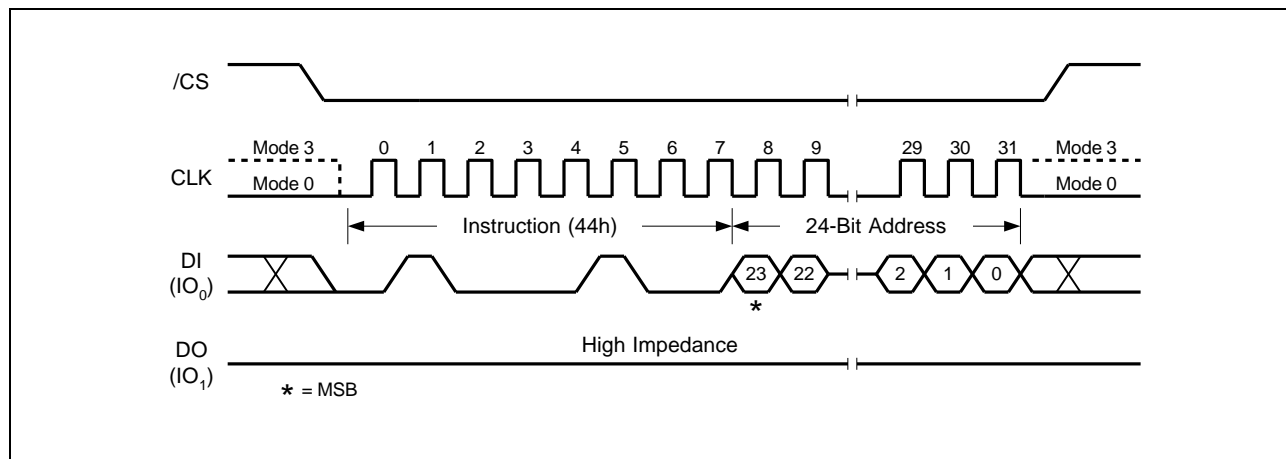 /CS
Mode 3 0 1 2 3 4 5 6 7 8 9 29 30 31 Mode 3
CLK
Mode 0 Mode 0
Instruction (44h) 24-Bit Address
DI
(IO₀)
23 22 2 1 0
*
High Impedance
DO
(IO₁)
* = MSB